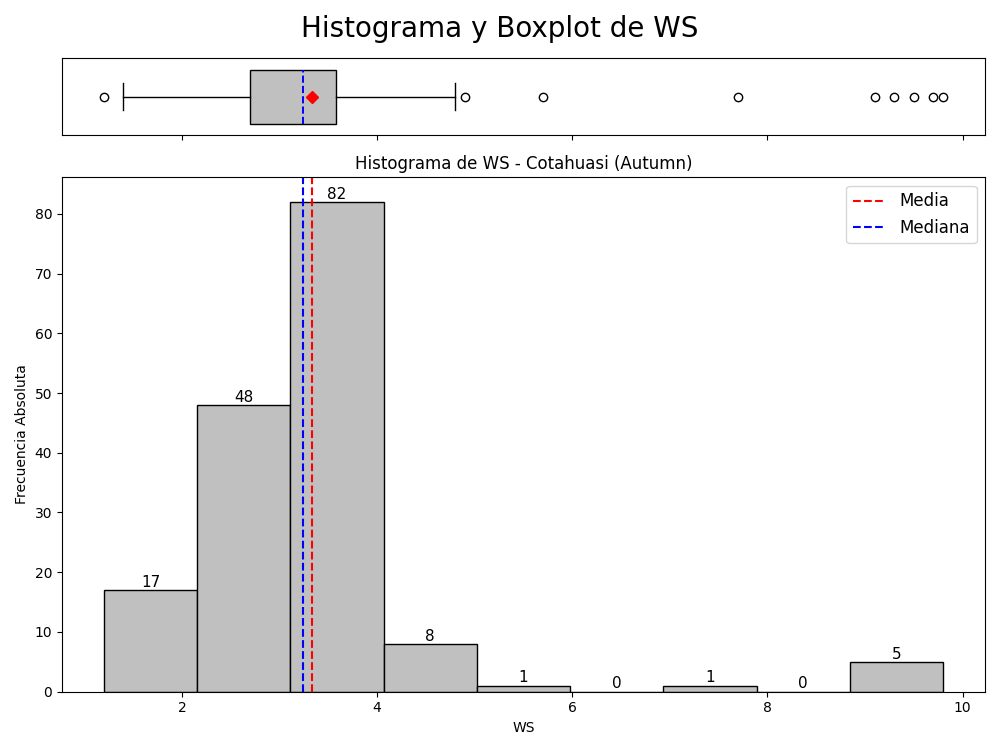 Histograma y Boxplot de WS
2 4 6 8 10
Histograma de WS - Cotahuasi (Autumn)
Media
Mediana
82
48
17
8
1
0
1
0
5
80
70
60
50
40
30
20
10
0
Frecuencia Absoluta
WS